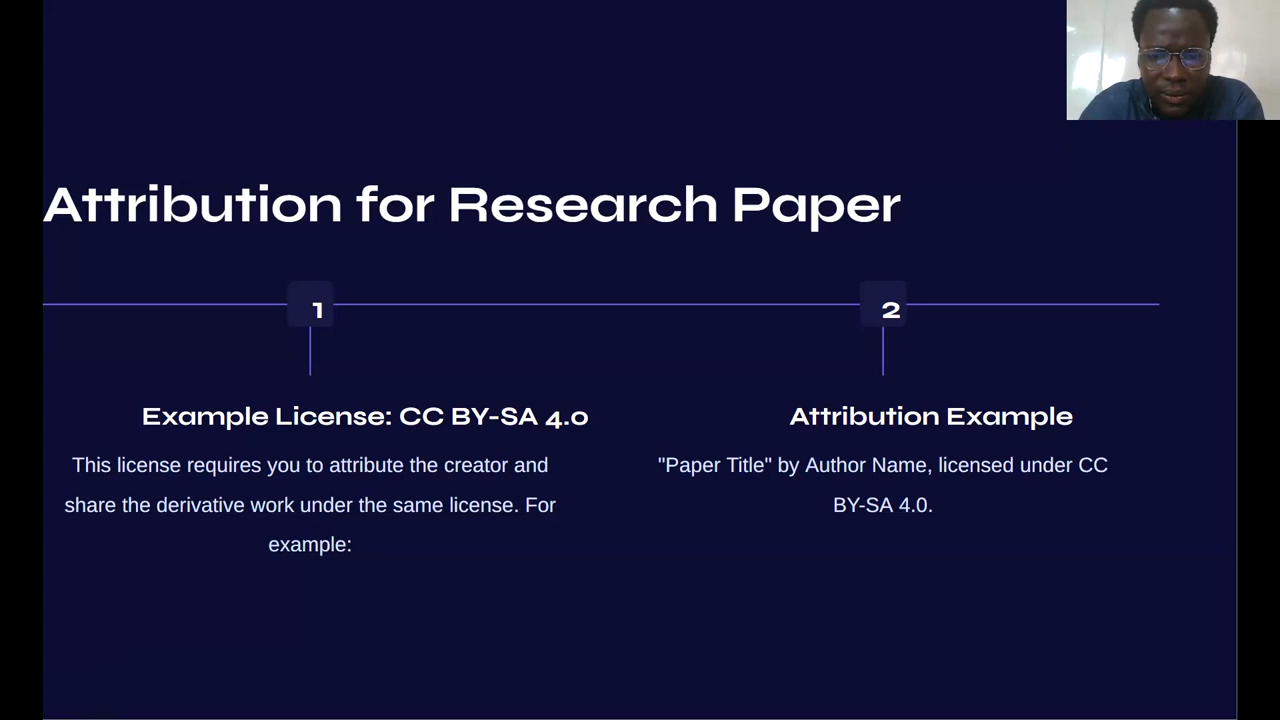 Attribution for Research Paper
1
2
Example License: CC BY-SA 4.0
This license requires you to attribute the creator and
share the derivative work under the same license. For
example:
Attribution Example
"Paper Title" by Author Name, licensed under CC
BY-SA 4.0.